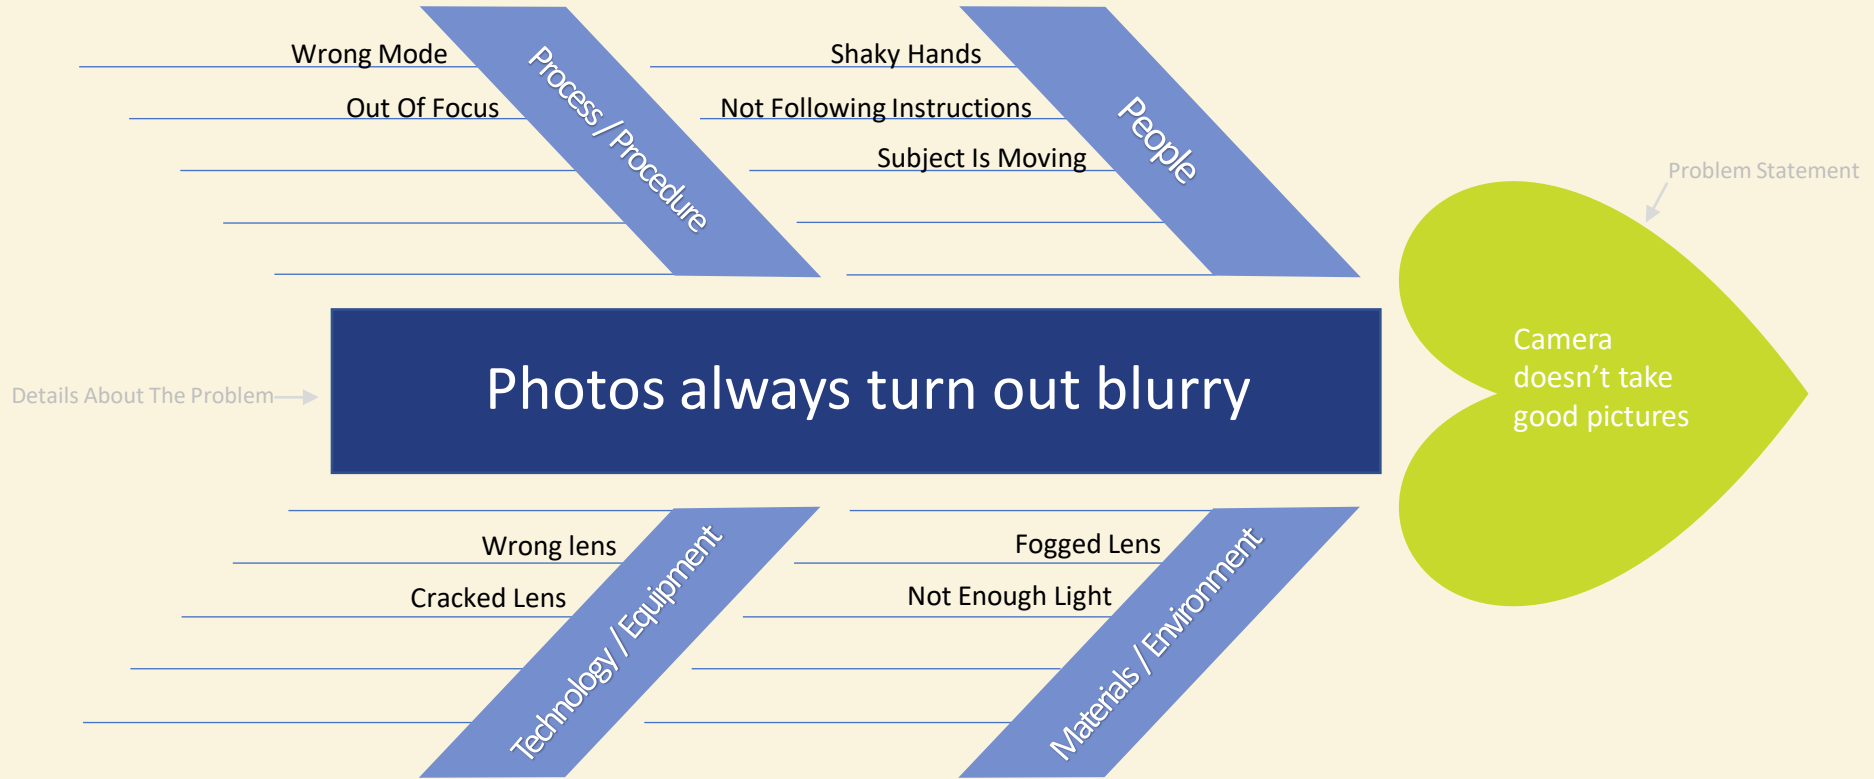 Wrong Mode
Out Of Focus
Process / Procedure
Shaky Hands
Not Following Instructions
Subject Is Moving
People
Problem Statement
Details About The Problem
Photos always turn out blurry
Camera
doesn’t take
good pictures
Wrong lens
Cracked Lens
Technology / Equipment
Fogged Lens
Not Enough Light
Materials / Environment